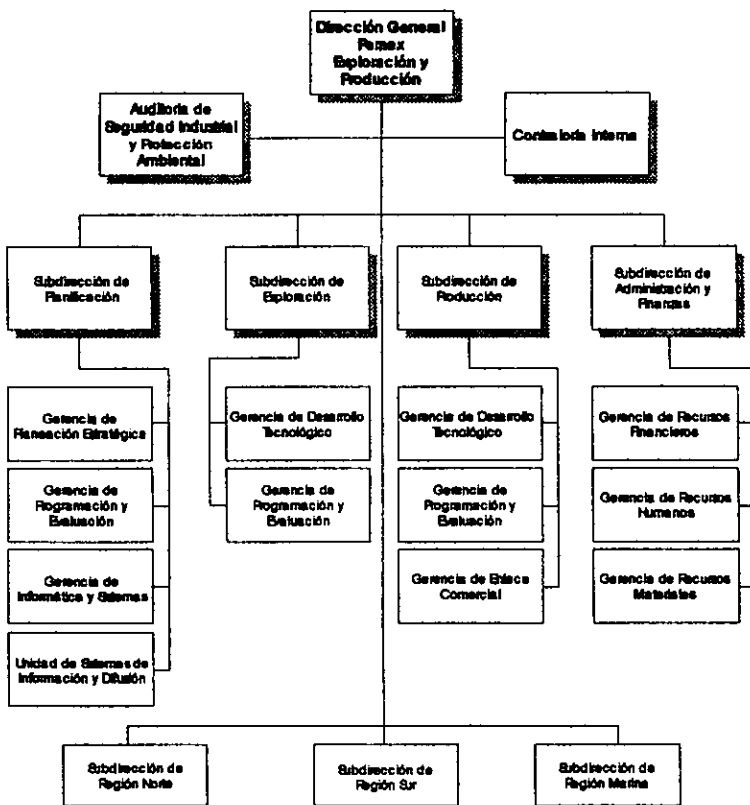 Dirección General
Pemex
Exploración y
Producción
Auditoría de
Seguridad Industrial
y Protección
Ambiental
Contraloría Interna
Subdirección de
Planificación
Subdirección de
Exploración
Subdirección de
Producción
Subdirección de
Administración y
Finanzas
Gerencia de
Planeación Estratégica
Gerencia de Desarrollo
Tecnológico
Gerencia de Desarrollo
Tecnológico
Gerencia de Recursos
Financieros
Gerencia de
Programación y
Evaluación
Gerencia de
Programación y
Evaluación
Gerencia de
Programación y
Evaluación
Gerencia de Recursos
Humanos
Gerencia de
Informática y Sistemas
Gerencia de Enlace
Comercial
Gerencia de Recursos
Materiales
Unidad de Sistemas de
Información y Difusión
Subdirección de
Región Norte
Subdirección de
Región Sur
Subdirección de
Región Marina